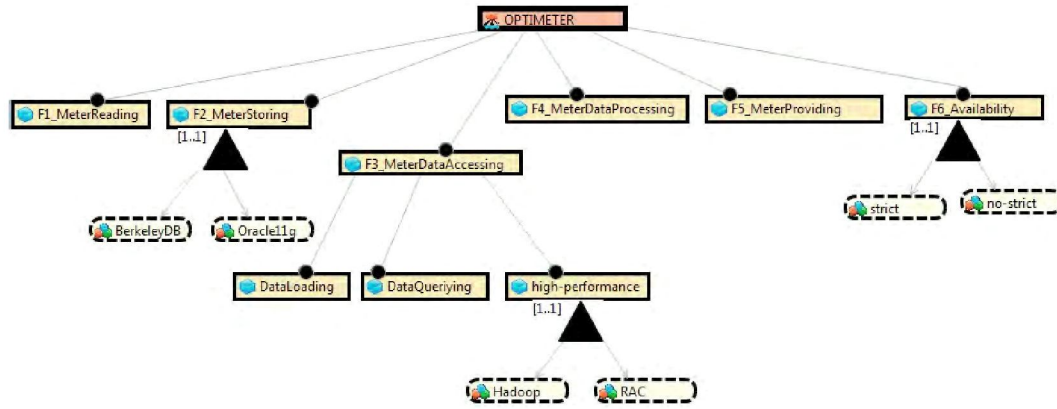 OPTIMETER
F1_MeterReading
F2_MeterStoring
F4_MeterDataProcessing
F5_MeterProviding
F6_Availability
[1..1]
[1..1]
F3_MeterDataAccessing
BerkeleyDB
Oracle11g
strict
no-strict
DataLoading
DataQueriying
high-performance
[1..1]
Hadoop
RAC